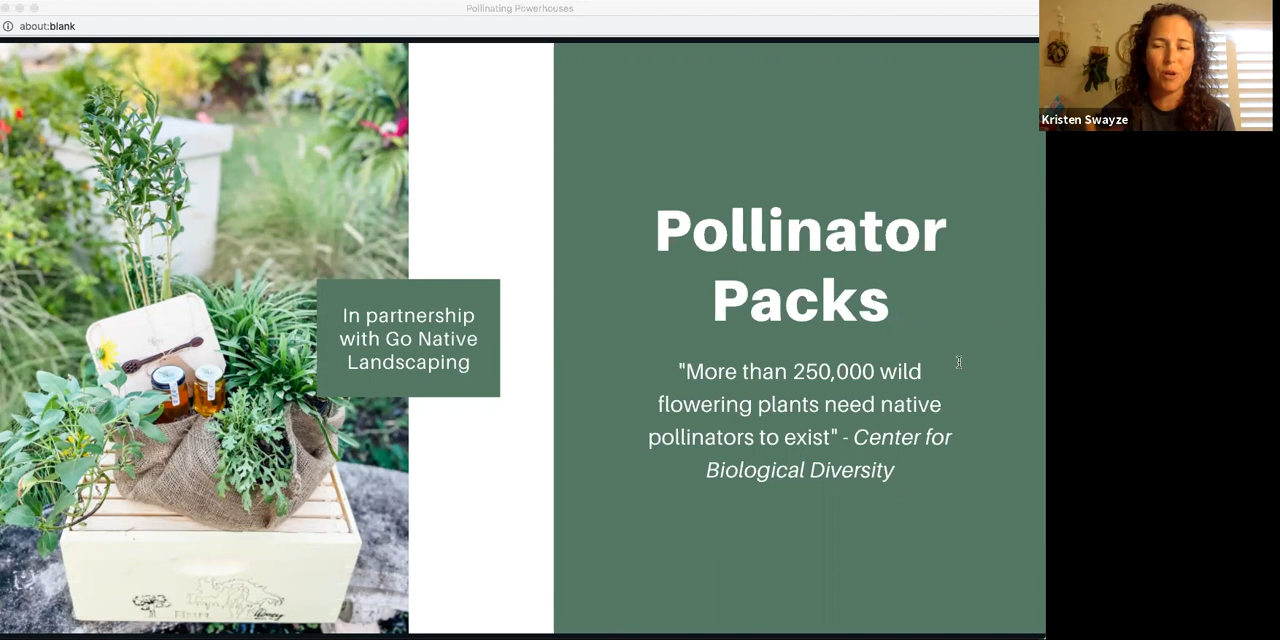 Pollinating Powerhouses
about:blank
Kristen Swayze
In partnership
with Go Native
Landscaping
Pollinator
Packs
"More than 250,000 wild
flowering plants need native
pollinators to exist" - Center for
Biological Diversity